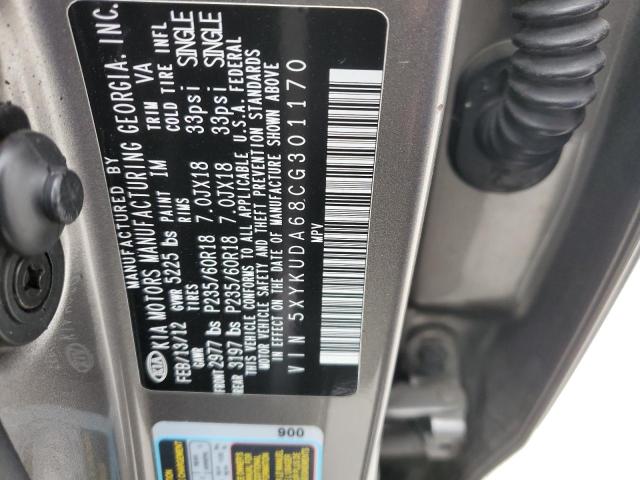 MANUFACTURED BY
KIA KIA MOTORS MANUFACTURING GEORGIA, INC.
FEB/13/12 GVWR 5225 lbs PAINT IM TRIM VA
GAWR TIRES RIMS COLD TIRE INFL
FRONT 2977 lbs P235/60R18 7.0JX18 33psi SINGLE
REAR 3197 lbs P235/60R18 7.0JX18 33psi SINGLE
THIS VEHICLE CONFORMS TO ALL APPLICABLE U.S.A. FEDERAL
MOTOR VEHICLE SAFETY AND THEFT PREVENTION STANDARDS
IN EFFECT ON THE DATE OF MANUFACTURE SHOWN ABOVE
VIN 5XYKUDA68CG301170
MPV
900